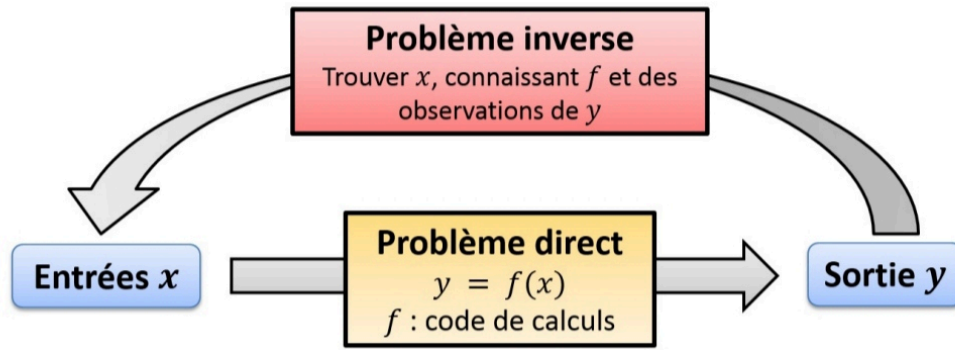 Problème inverse
Trouver x, connaissant f et des
observations de y
Entrées x
Problème direct
y = f(x)
f : code de calculs
Sortie y